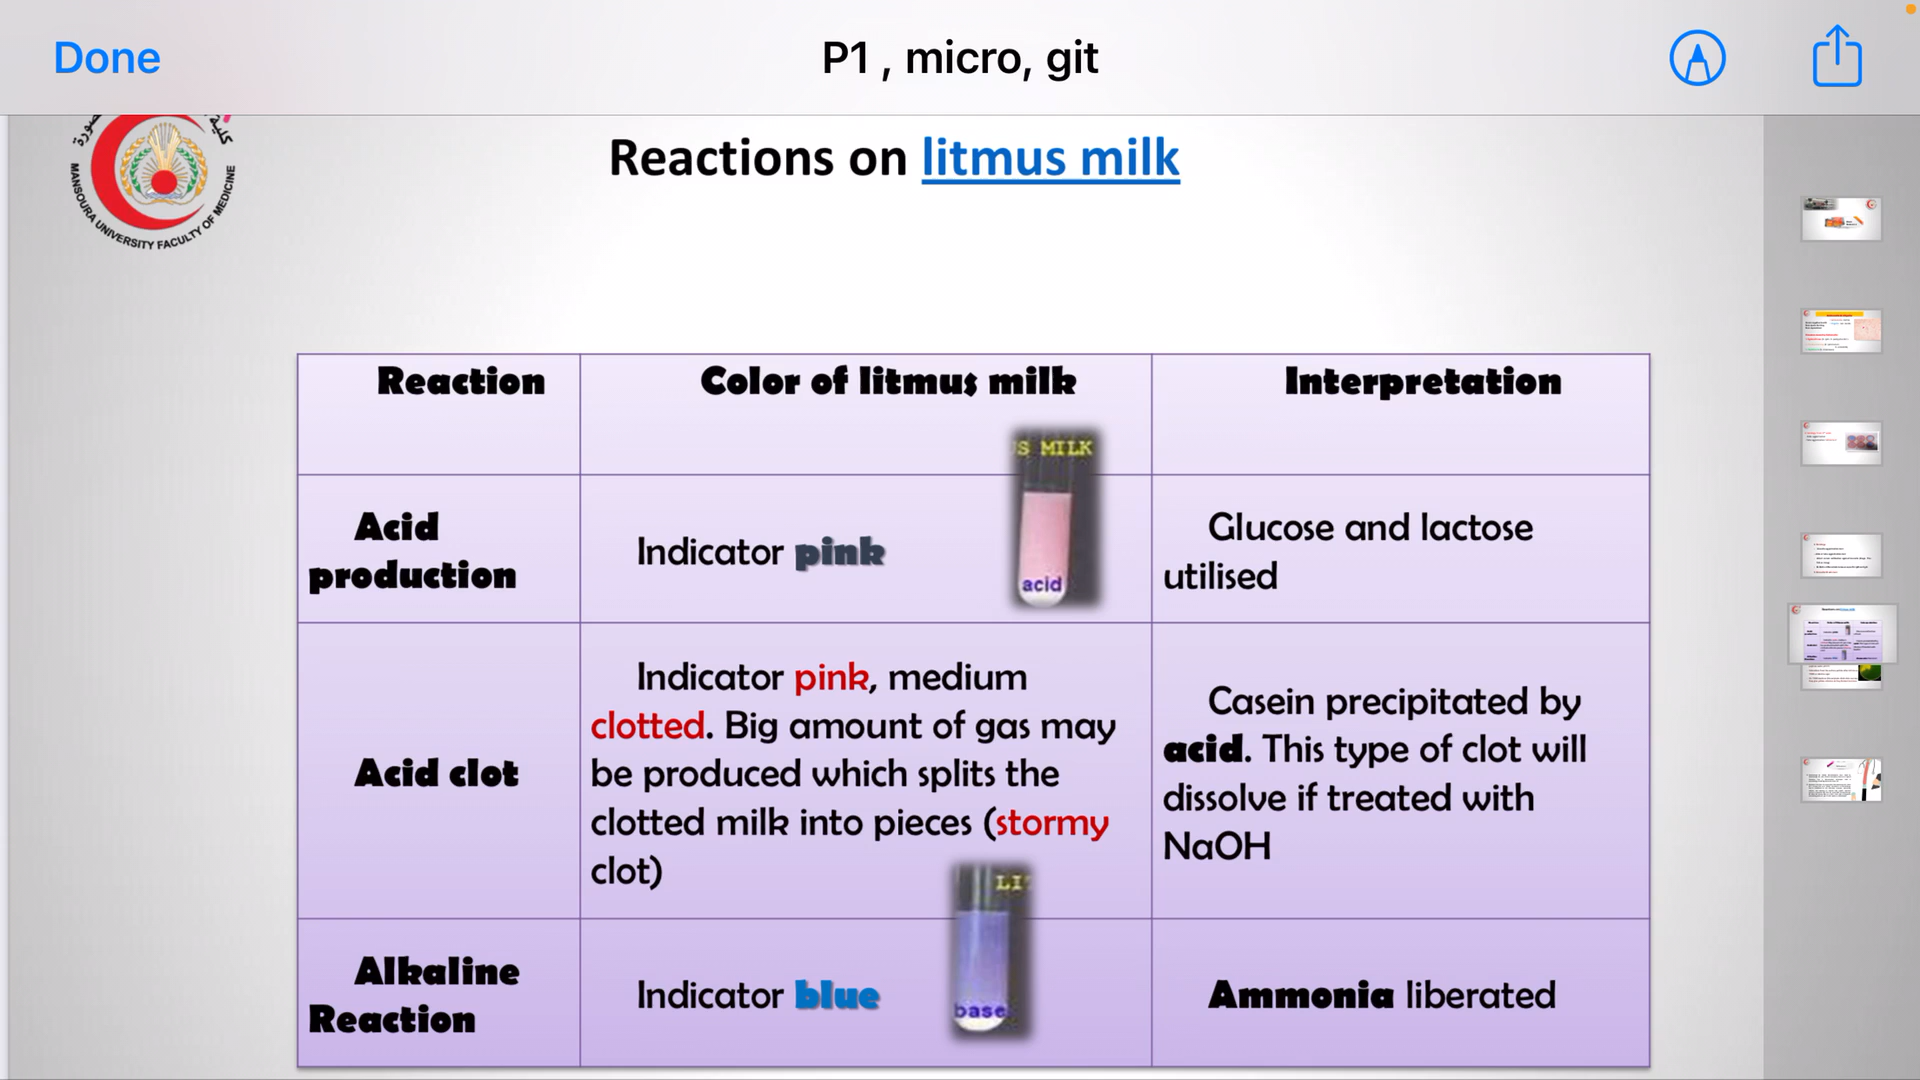 Done
P1 , micro, git
MANSOURA UNIVERSITY FACULTY OF MEDICINE
Reactions on litmus milk
Reaction
Color of litmus milk
Interpretation
S MILK
Acid
production
Indicator pink
acid
Glucose and lactose
utilised
Acid clot
Indicator pink, medium
clotted. Big amount of gas may
be produced which splits the
clotted milk into pieces (stormy
clot)
Casein precipitated by
acid. This type of clot will
dissolve if treated with
NaOH
Alkaline
Reaction
Indicator blue
LI
base
Ammonia liberated